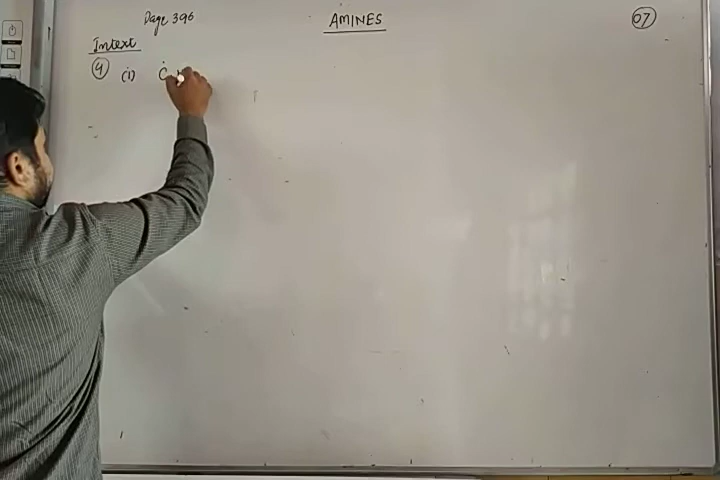 Page 396
AMINES
07
Intext
4 (i) C